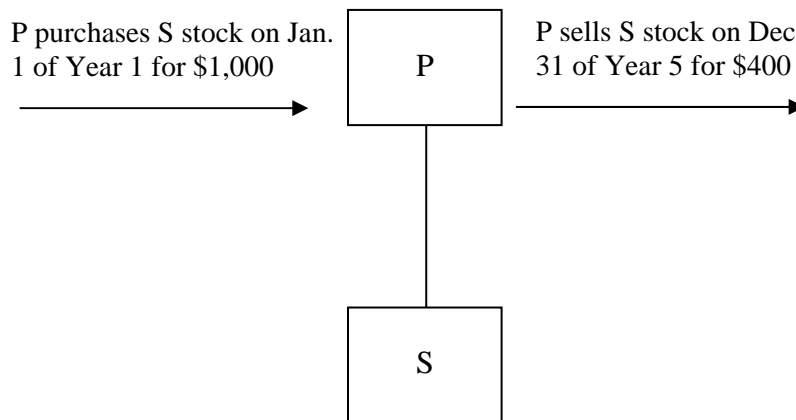 P purchases S stock on Jan.
1 of Year 1 for $1,000
P
P sells S stock on Dec
31 of Year 5 for $400
S